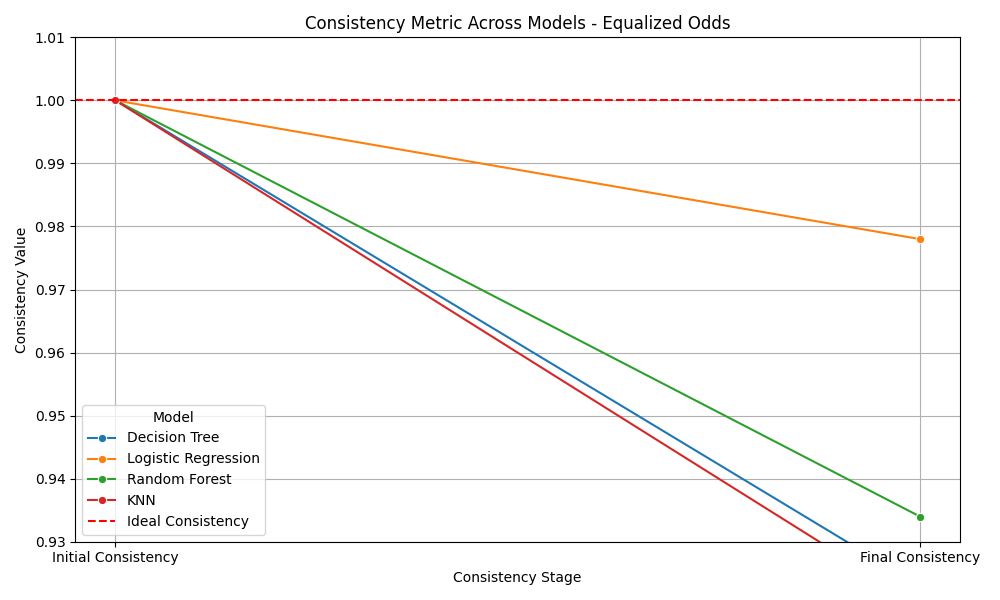 Consistency Metric Across Models - Equalized Odds
Consistency Value
1.01
1.00
0.99
0.98
0.97
0.96
0.95
0.94
0.93
Model
Decision Tree
Logistic Regression
Random Forest
KNN
Ideal Consistency
Initial Consistency
Final Consistency
Consistency Stage